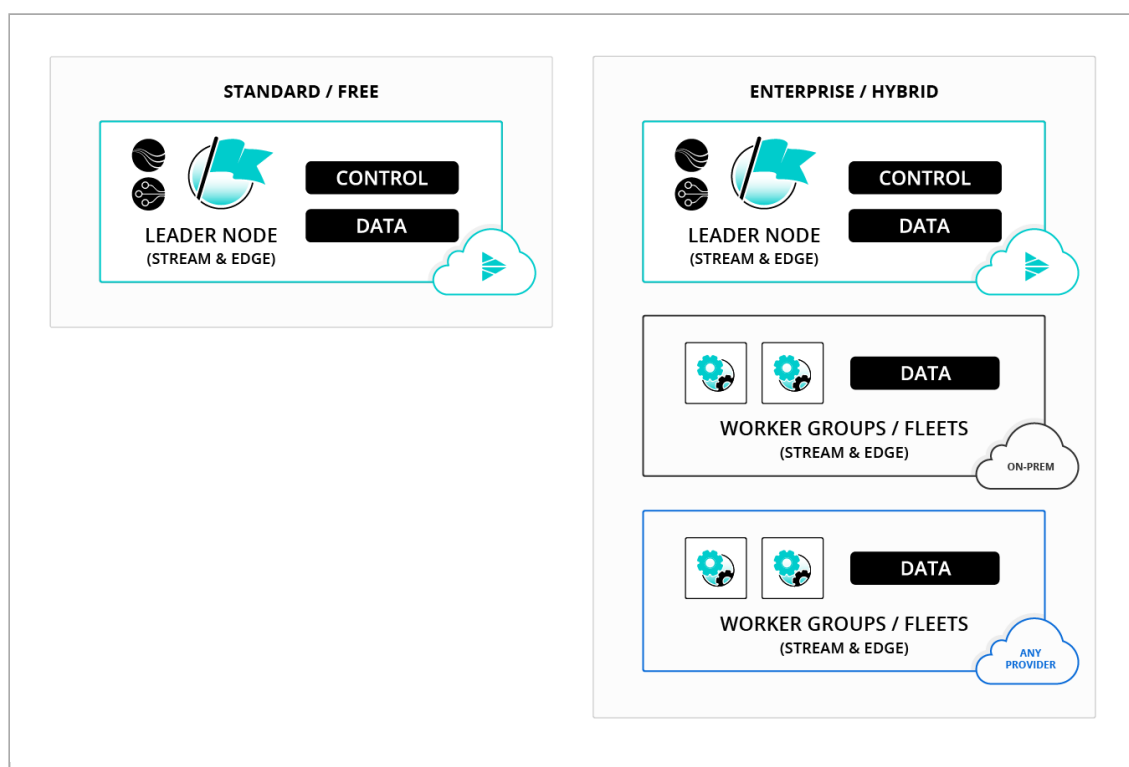 STANDARD / FREE
CONTROL
DATA
LEADER NODE
(STREAM & EDGE)
ENTERPRISE / HYBRID
CONTROL
DATA
LEADER NODE
(STREAM & EDGE)
DATA
WORKER GROUPS / FLEETS
(STREAM & EDGE)
ON-PREM
DATA
WORKER GROUPS / FLEETS
(STREAM & EDGE)
ANY
PROVIDER